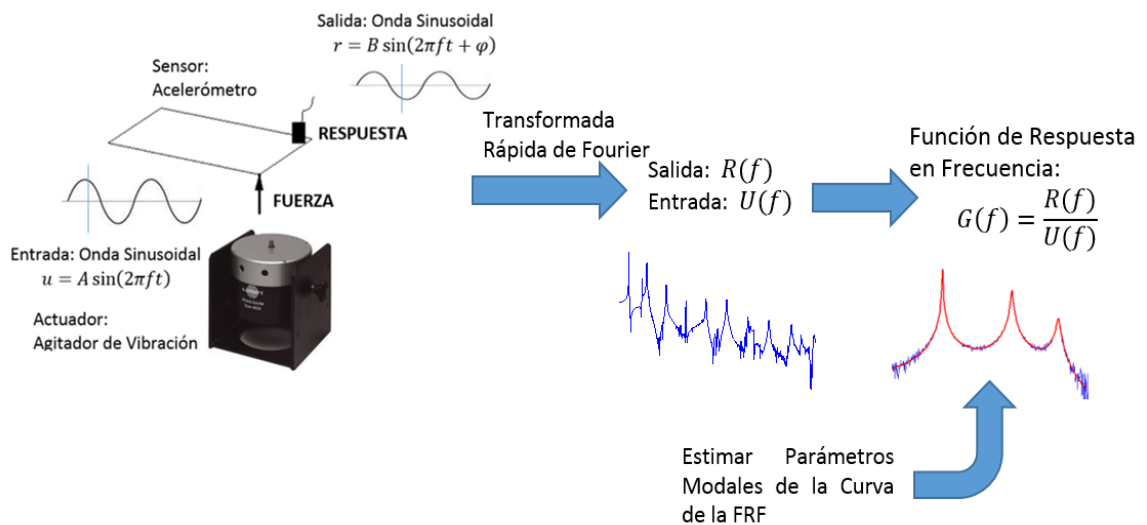 Salida: Onda Sinusoidal
r = B sin(2πft + φ)
Sensor:
Acelerómetro
RESPUESTA
FUERZA
Entrada: Onda Sinusoidal
u = A sin(2πft)
Actuador:
Agitador de Vibración
Transformada
Rápida de Fourier
Salida: R(f)
Entrada: U(f)
Función de Respuesta
en Frecuencia:
G(f) = R(f)/U(f)
Estimar Parámetros
Modales de la Curva
de la FRF